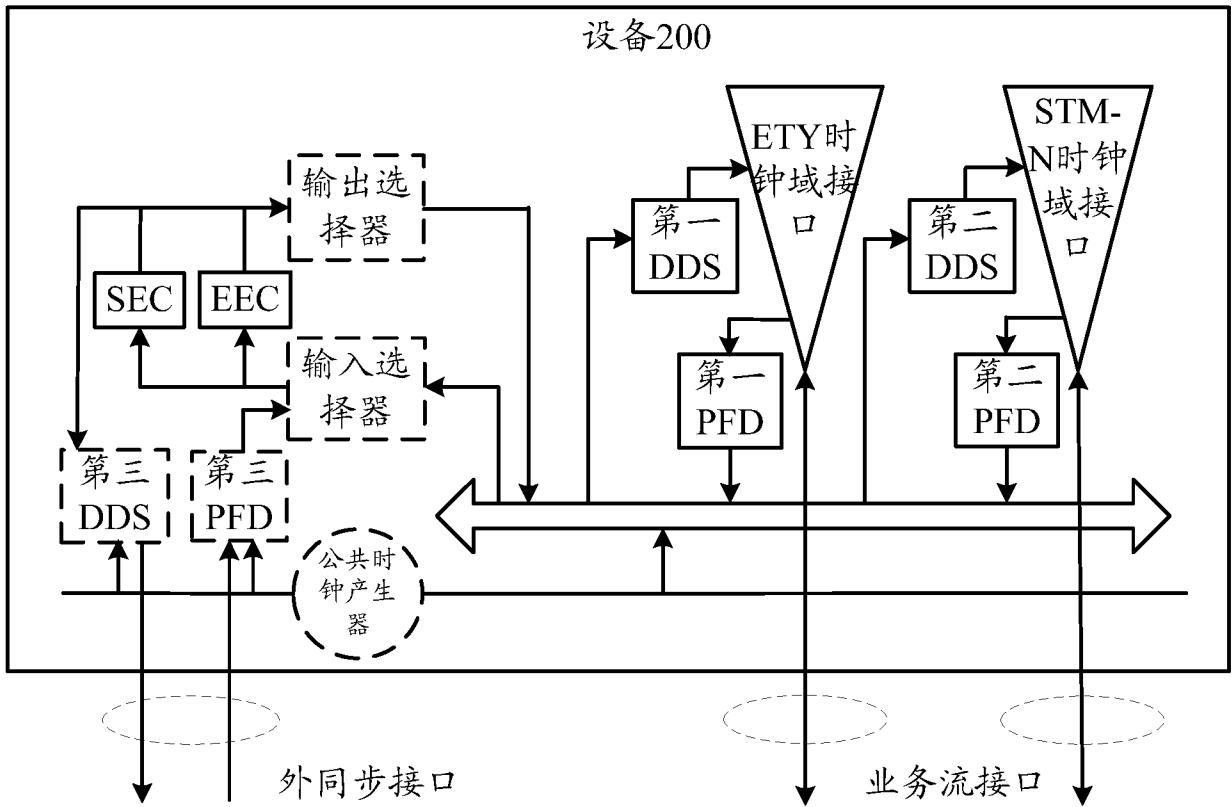 设备200
ETY时
钟域接
口
STM-
N时钟
域接
口
输出选
择器
第一
DDS
第二
DDS
SEC
EEC
输入选
择器
第一
PFD
第二
PFD
第三
DDS
第三
PFD
公共时
钟产生
器
外同步接口
业务流接口